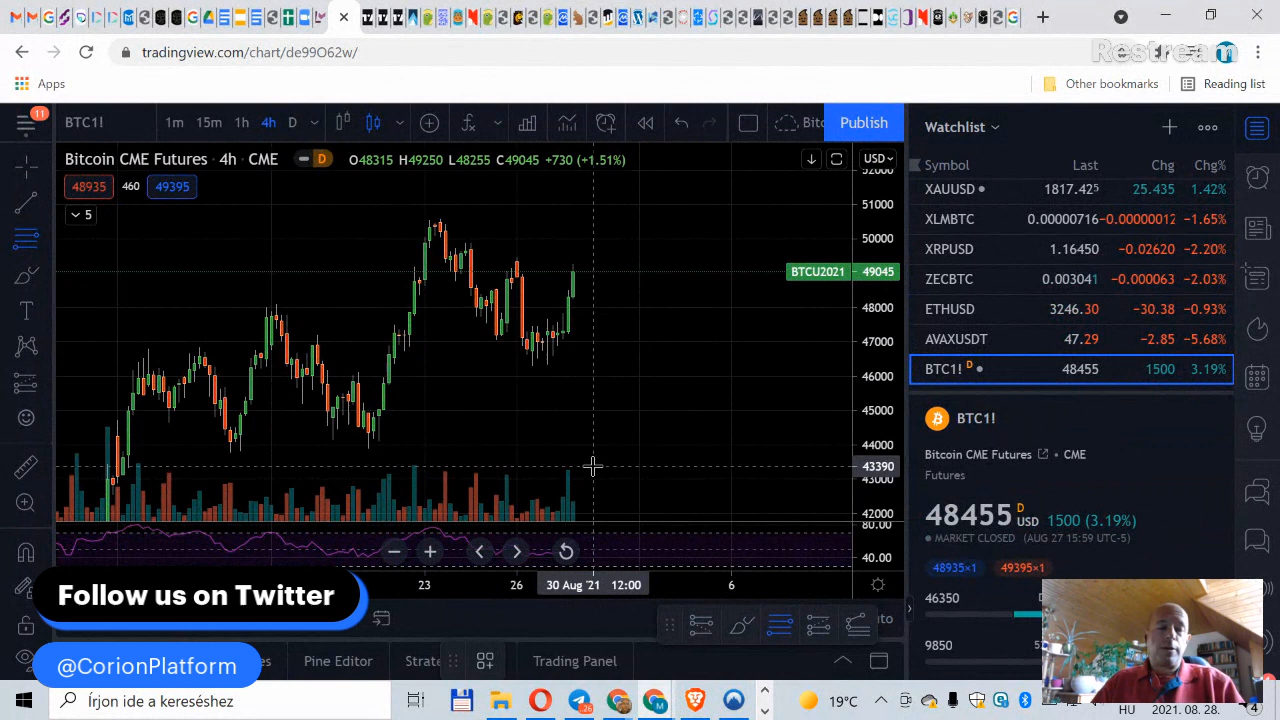 tradingview.com/chart/de99O62w/
Restream
Apps
Other bookmarks
Reading list
11
BTC1!
1m 15m 1h 4h D
Publish
Watchlist
Bitcoin CME Futures · 4h · CME D O48315 H49250 L48255 C49045 +730 (+1.51%)
USD
Symbol Last Chg Chg%
48935 460 49395
5
XAUUSD 1817.425 25.435 1.42%
XLMBTC 0.00000716 -0.00000012 -1.65%
XRPUSD 1.16450 -0.02620 -2.20%
ZECBTC 0.003041 -0.000063 -2.03%
ETHUSD 3246.30 -30.38 -0.93%
AVAXUSDT 47.29 -2.85 -5.68%
BTC1! D 48455 1500 3.19%
52000
51000
50000
BTCU2021 49045
48000
47000
46000
45000
44000
43390
43000
42000
80.00
40.00
BTC1!
Bitcoin CME Futures • CME
Futures
48455 D USD 1500 (3.19%)
MARKET CLOSED (AUG 27 15:59 UTC-5)
48935×1 49395×1
46350
9850
23 26 30 Aug '21 12:00 6
Follow us on Twitter
@CorionPlatform
Pine Editor
Trading Panel
Írjon ide a kereséshez
26
19°C
HU 2021. 08. 28.
4